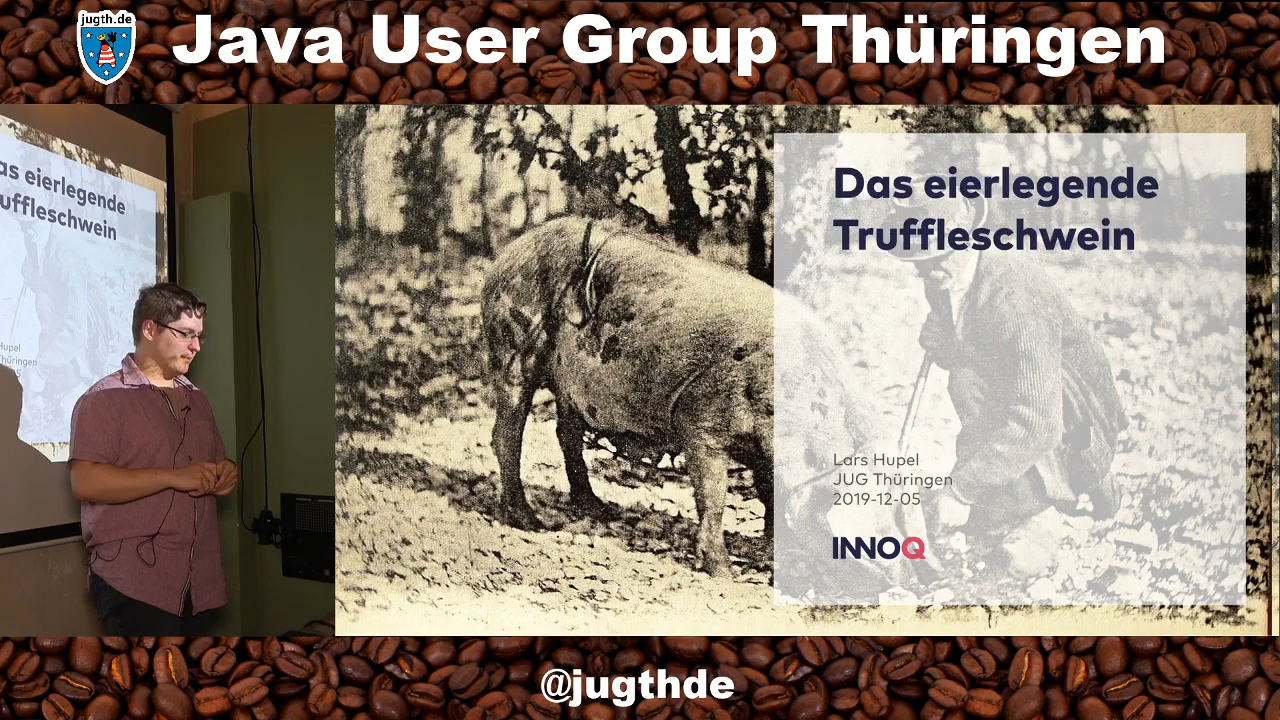 jugth.de
Java User Group Thüringen
as eierlegende
uffleschwein
Hupel
Thüringen
Das eierlegende
Truffleschwein
Lars Hupel
JUG Thüringen
2019-12-05
INNOQ
@jugthde